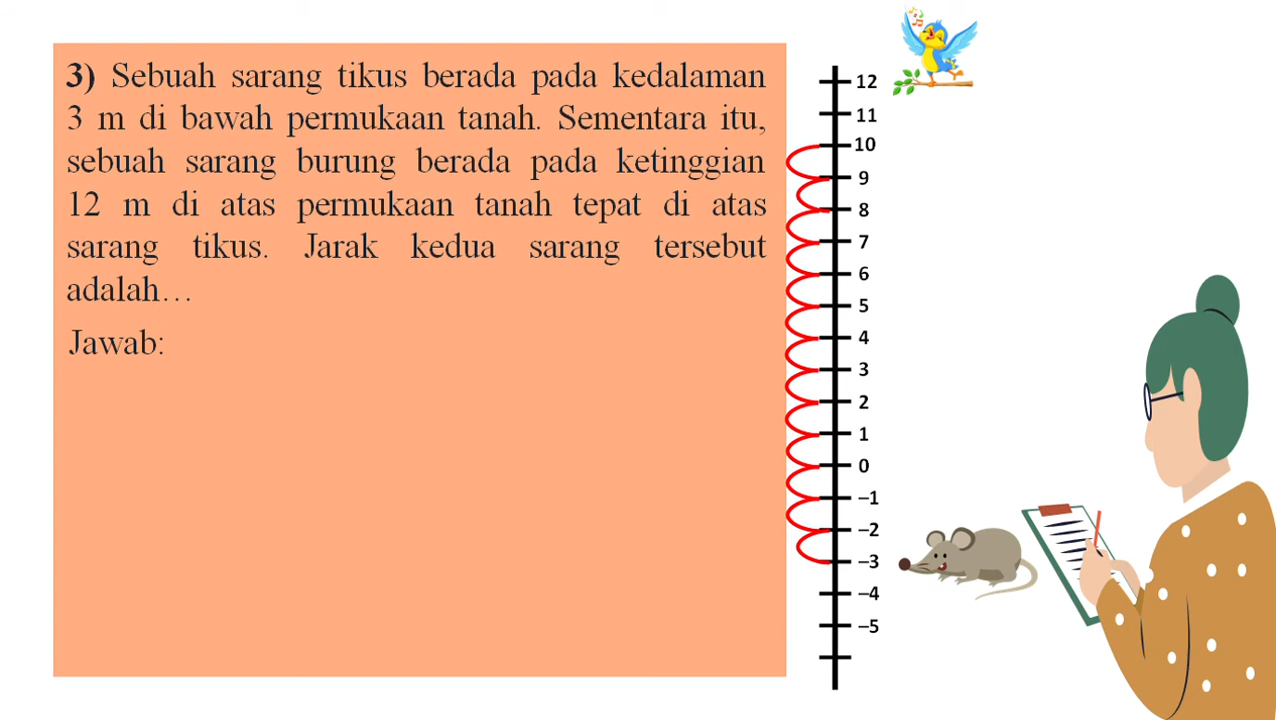 3) Sebuah sarang tikus berada pada kedalaman
3 m di bawah permukaan tanah. Sementara itu,
sebuah sarang burung berada pada ketinggian
12 m di atas permukaan tanah tepat di atas
sarang tikus. Jarak kedua sarang tersebut
adalah…
Jawab:
12
11
10
9
8
7
6
5
4
3
2
1
0
–1
–2
–3
–4
–5